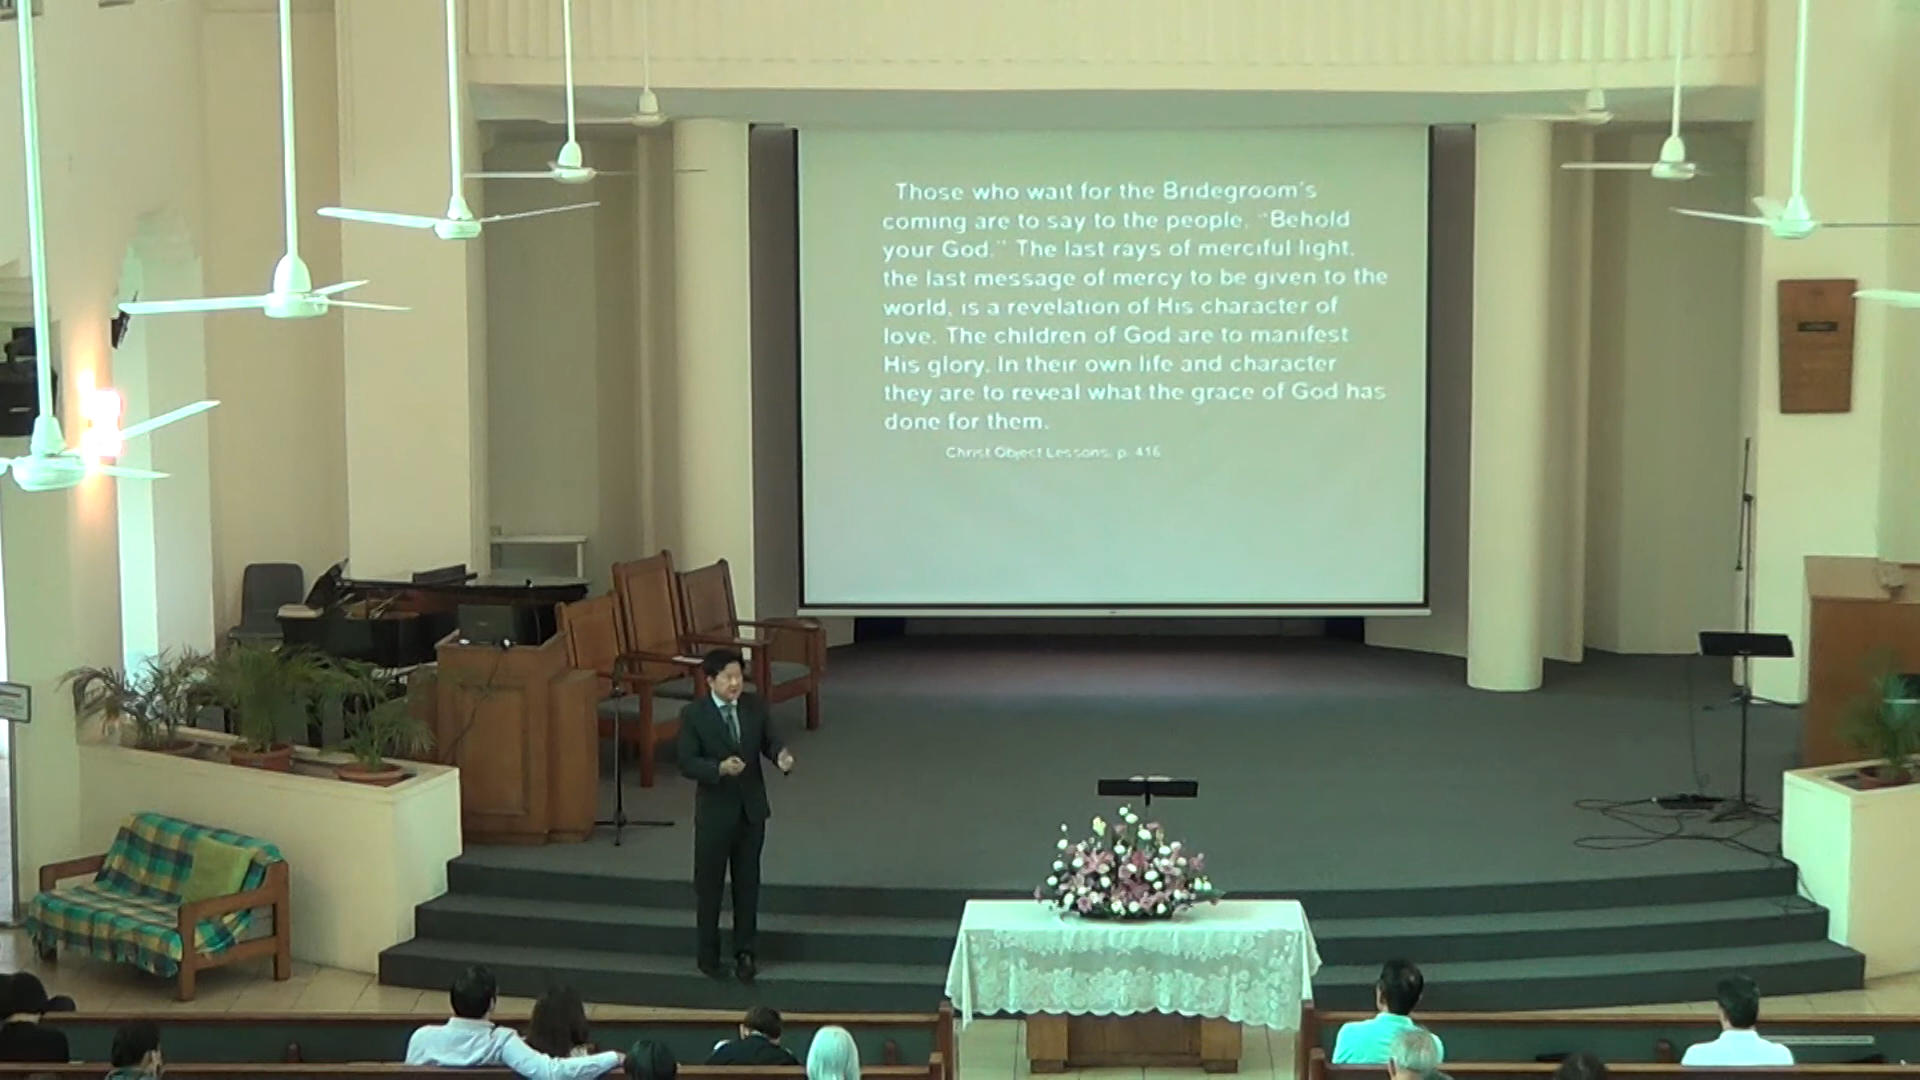 Those who wait for the Bridegroom's
coming are to say to the people, "Behold
your God." The last rays of merciful light,
the last message of mercy to be given to the
world, is a revelation of His character of
love. The children of God are to manifest
His glory. In their own life and character
they are to reveal what the grace of God has
done for them.
Christ Object Lessons, p. 416